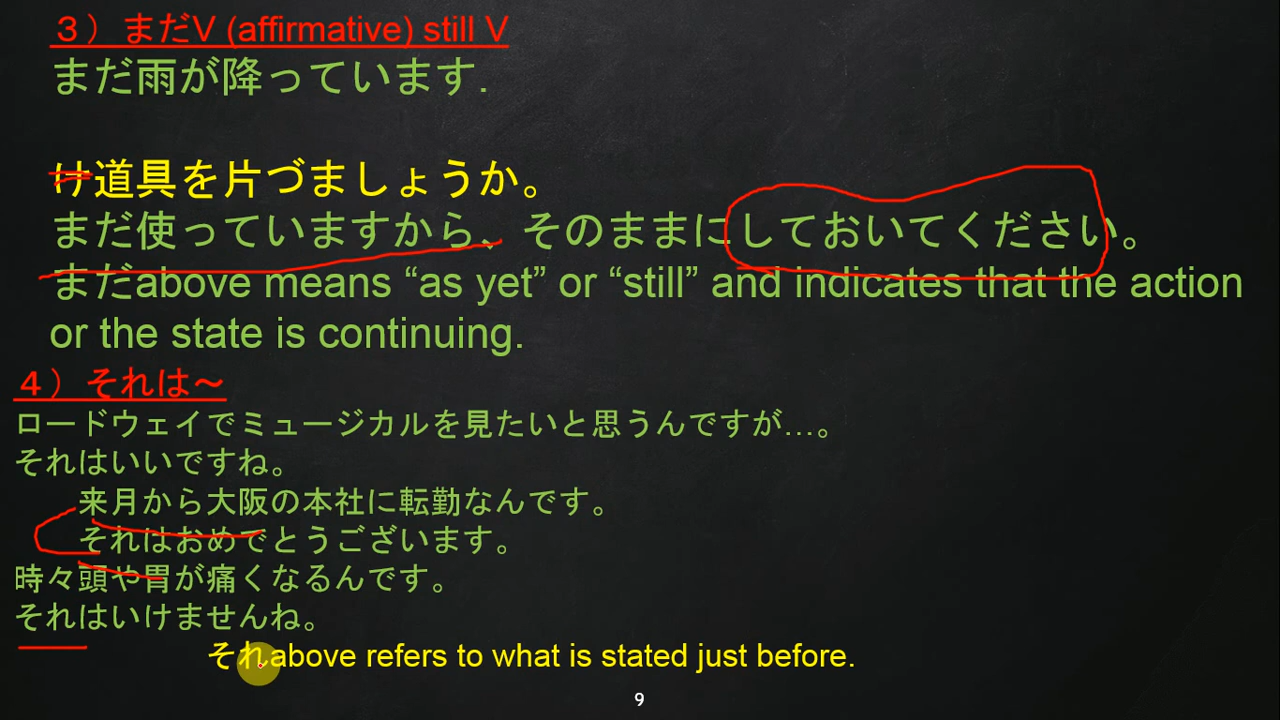 ３）まだV (affirmative) still V
まだ雨が降っています.
け道具を片づましょうか。
まだ使っていますから、そのままにしておいてください。
まだabove means “as yet” or “still” and indicates that the action
or the state is continuing.
４）それは～
ロードウェイでミュージカルを見たいと思うんですが…。
それはいいですね。
来月から大阪の本社に転勤なんです。
それはおめでとうございます。
時々頭や胃が痛くなるんです。
それはいけませんね。
それabove refers to what is stated just before.
9